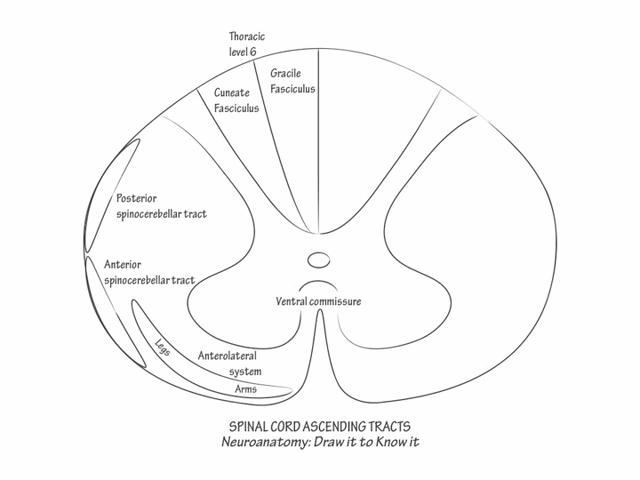 Thoracic
level 6
Gracile
Fasciculus
Cuneate
Fasciculus
Posterior
spinocerebellar tract
Anterior
spinocerebellar tract
Ventral commissure
Legs
Anterolateral
system
Arms
SPINAL CORD ASCENDING TRACTS
Neuroanatomy: Draw it to Know it